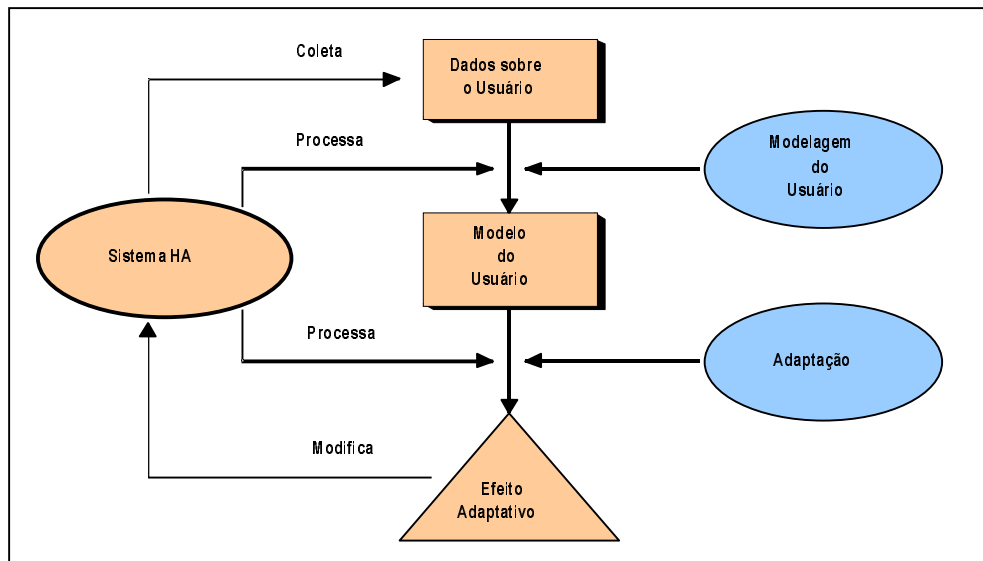 Coleta
Dados sobre
o Usuário
Processa
Modelagem
do
Usuário
Sistema HA
Modelo
do
Usuário
Processa
Adaptação
Modifica
Efeito
Adaptativo